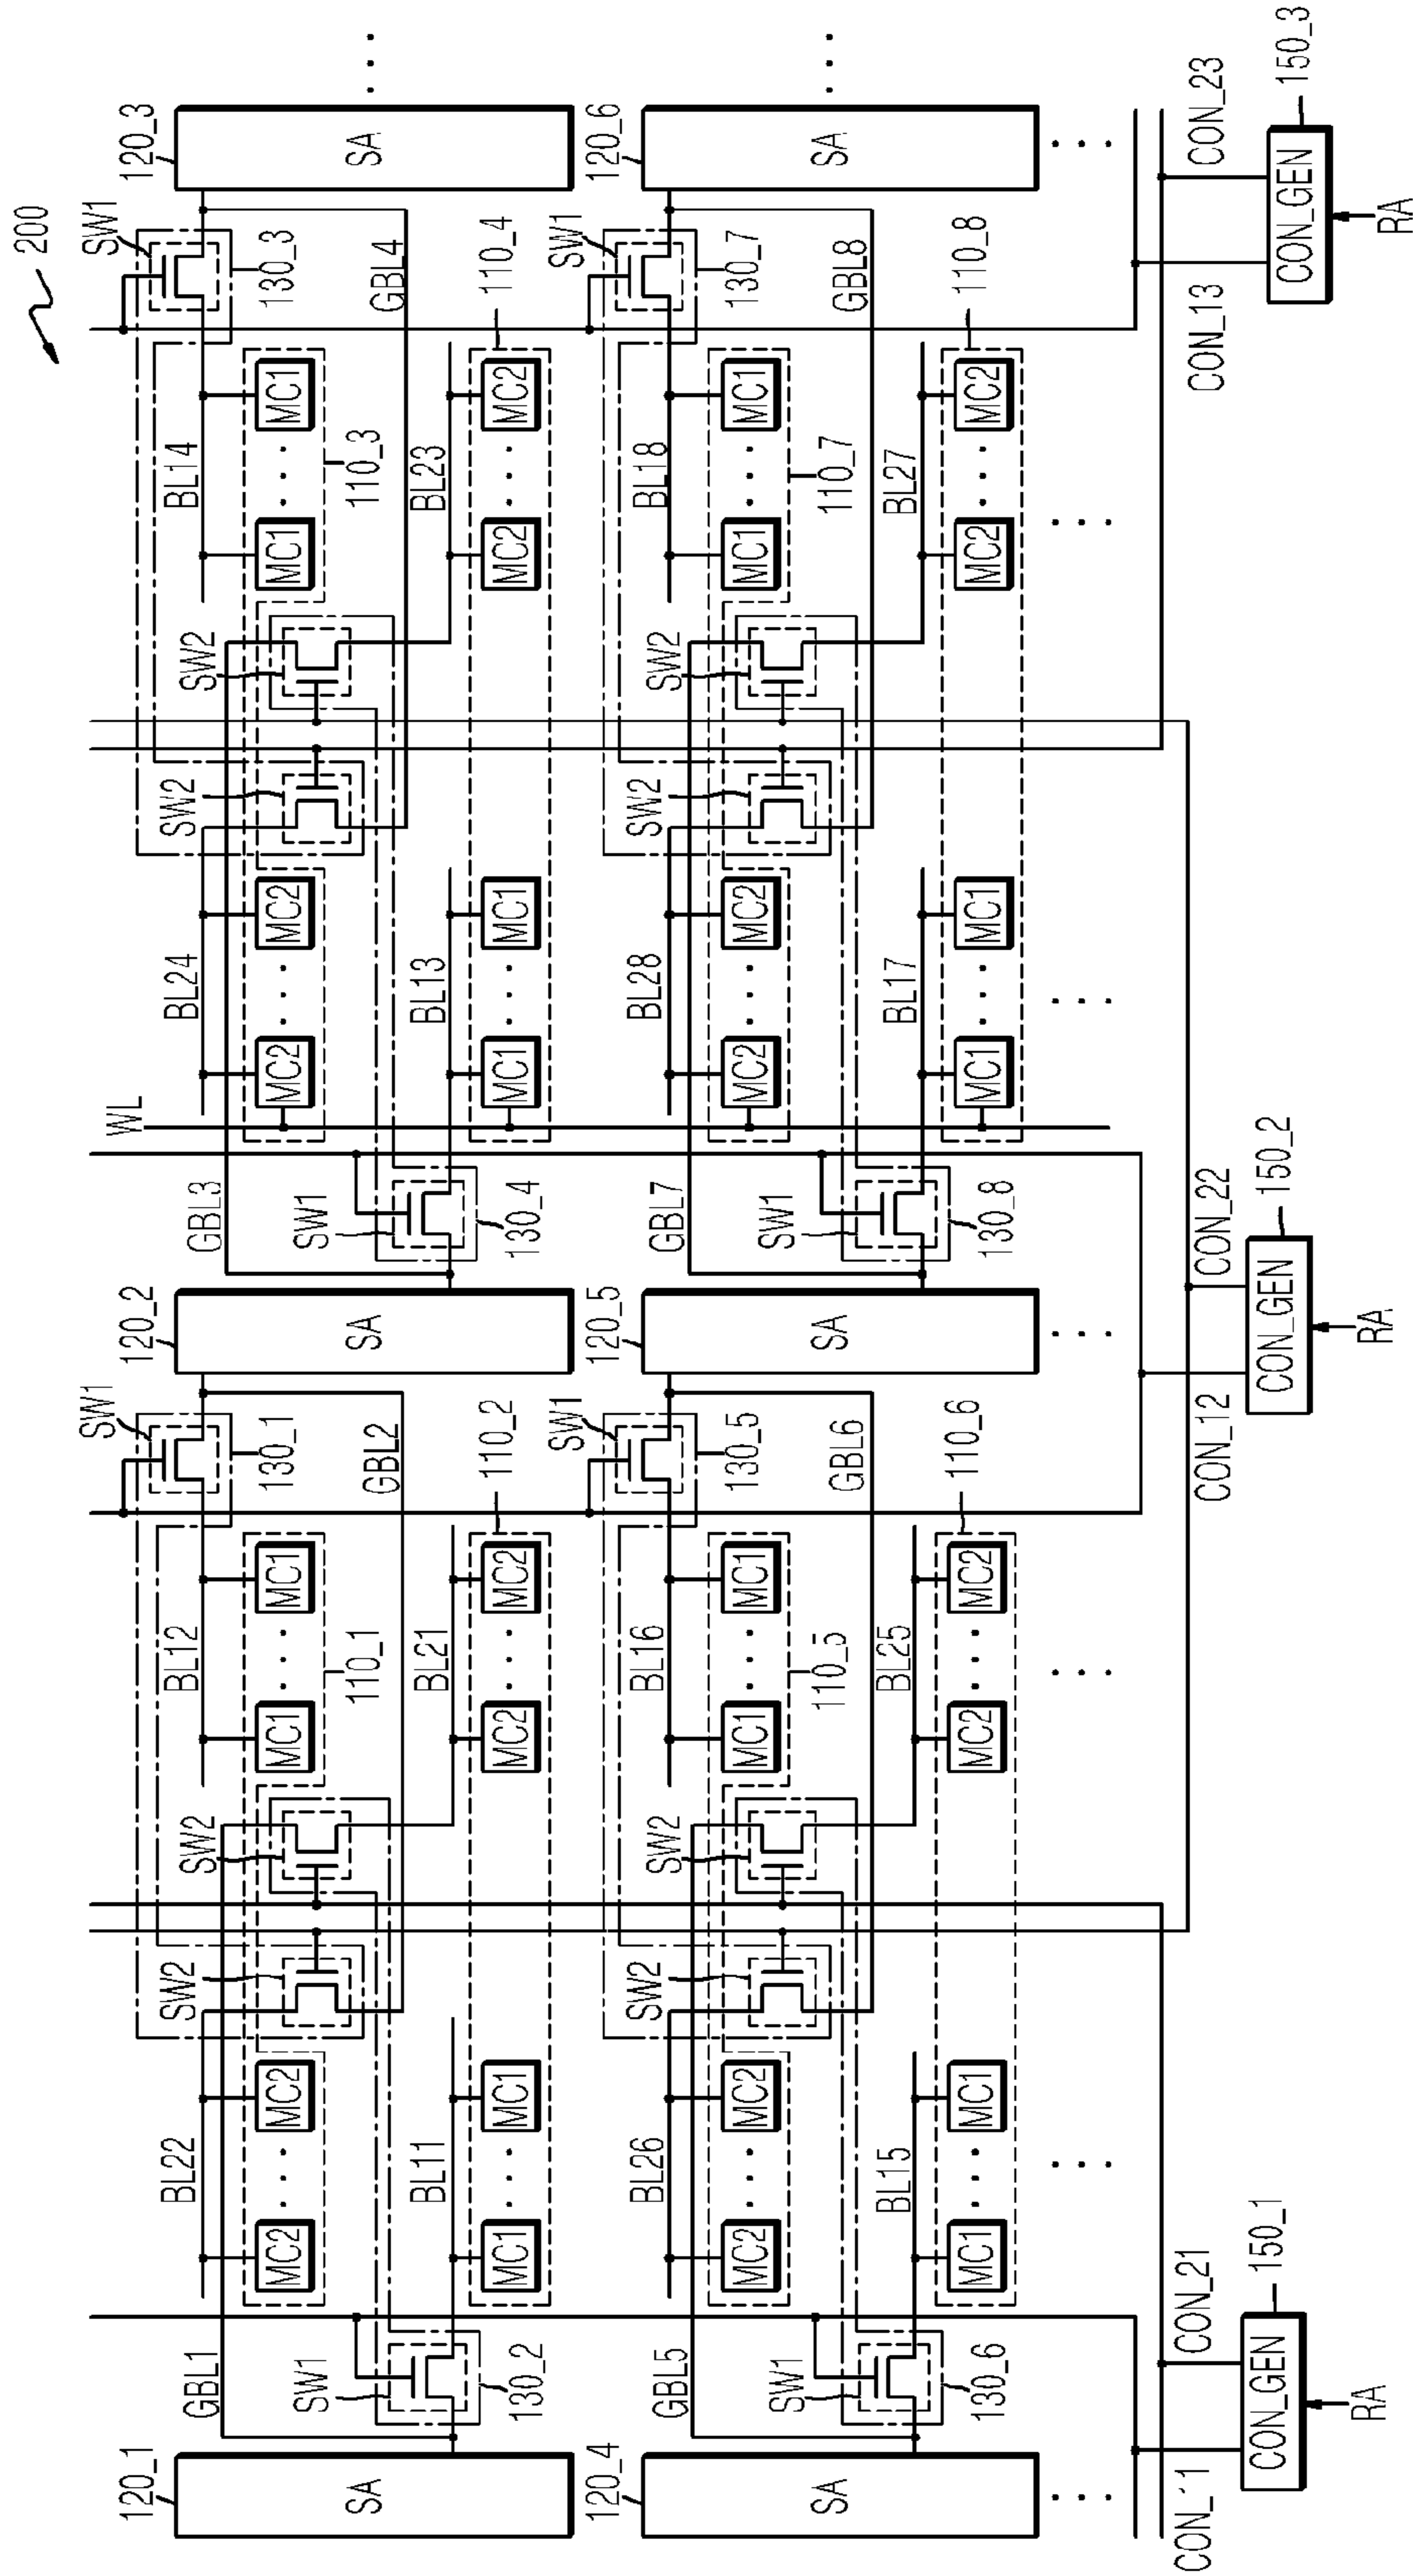 200
120_1
SA
GBL1
SW1
130_2
BL22
MC2
MC2
BL11
MC1
MC1
SW2
SW2
BL12
MC1
MC1
110_1
BL21
MC2
MC2
110_2
GBL2
SW1
130_1
120_2
SA
GBL3
SW1
130_4
WL
BL24
MC2
MC2
BL13
MC1
MC1
SW2
SW2
BL14
MC1
MC1
110_3
BL23
MC2
MC2
110_4
GBL4
SW1
130_3
120_3
SA
120_4
SA
GBL5
SW1
130_6
BL26
MC2
MC2
BL15
MC1
MC1
SW2
SW2
BL16
MC1
MC1
110_5
BL25
MC2
MC2
110_6
GBL6
SW1
130_5
120_5
SA
GBL7
SW1
130_8
BL28
MC2
MC2
BL17
MC1
MC1
SW2
SW2
BL18
MC1
MC1
110_7
BL27
MC2
MC2
110_8
GBL8
SW1
130_7
120_6
SA
CON_11
CON_21
CON_GEN
150_1
RA
CON_12
CON_22
CON_GEN
150_2
RA
CON_13
CON_23
CON_GEN
150_3
RA